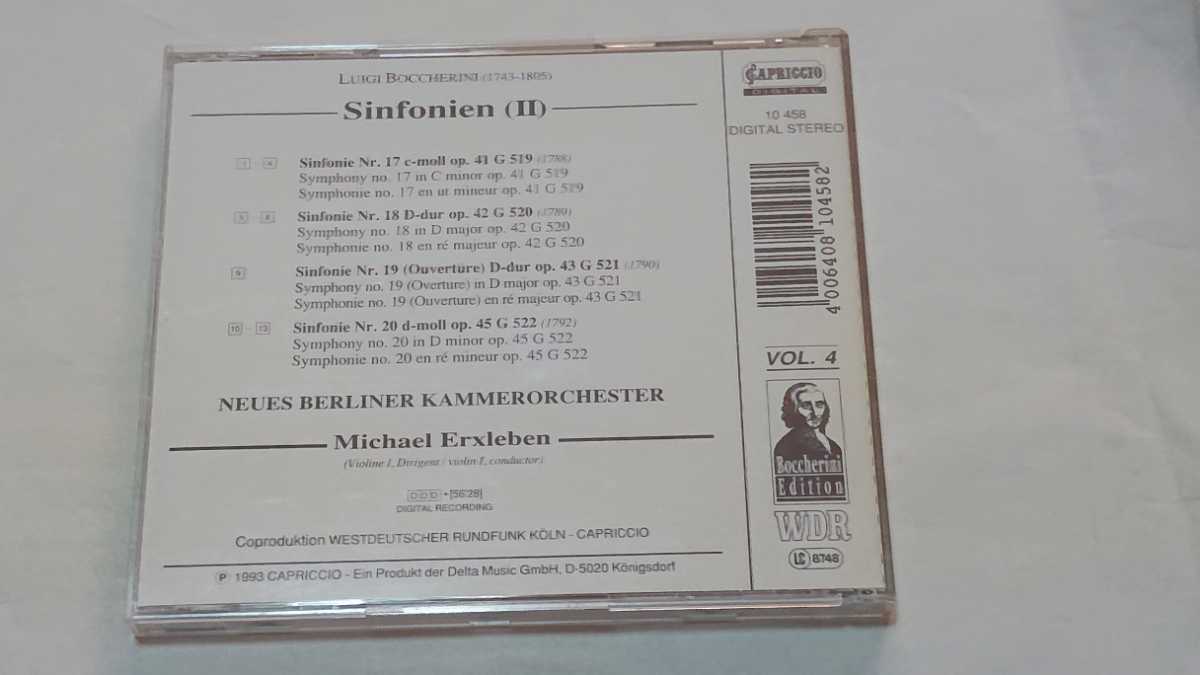 LUIGI BOCCHERINI (1743-1805)
Sinfonien (II)
1 - 4 Sinfonie Nr. 17 c-moll op. 41 G 519 (1788)
Symphony no. 17 in C minor op. 41 G 519
Symphonie no. 17 en ut mineur op. 41 G 519
5 - 8 Sinfonie Nr. 18 D-dur op. 42 G 520 (1789)
Symphony no. 18 in D major op. 42 G 520
Symphonie no. 18 en ré majeur op. 42 G 520
9 Sinfonie Nr. 19 (Ouverture) D-dur op. 43 G 521 (1790)
Symphony no. 19 (Overture) in D major op. 43 G 521
Symphonie no. 19 (Ouverture) en ré majeur op. 43 G 521
10 - 13 Sinfonie Nr. 20 d-moll op. 45 G 522 (1792)
Symphony no. 20 in D minor op. 45 G 522
Symphonie no. 20 en ré mineur op. 45 G 522
NEUES BERLINER KAMMERORCHESTER
Michael Erxleben
(Violine I, Dirigent / violin I, conductor)
DDD • [56:28]
DIGITAL RECORDING
Coproduktion WESTDEUTSCHER RUNDFUNK KÖLN - CAPRICCIO
Ⓟ 1993 CAPRICCIO - Ein Produkt der Delta Music GmbH, D-5020 Königsdorf
CAPRICCIO
DIGITAL
10 458
DIGITAL STEREO
4 006408 104582
VOL. 4
Boccherini
Edition
WDR
LC 8748